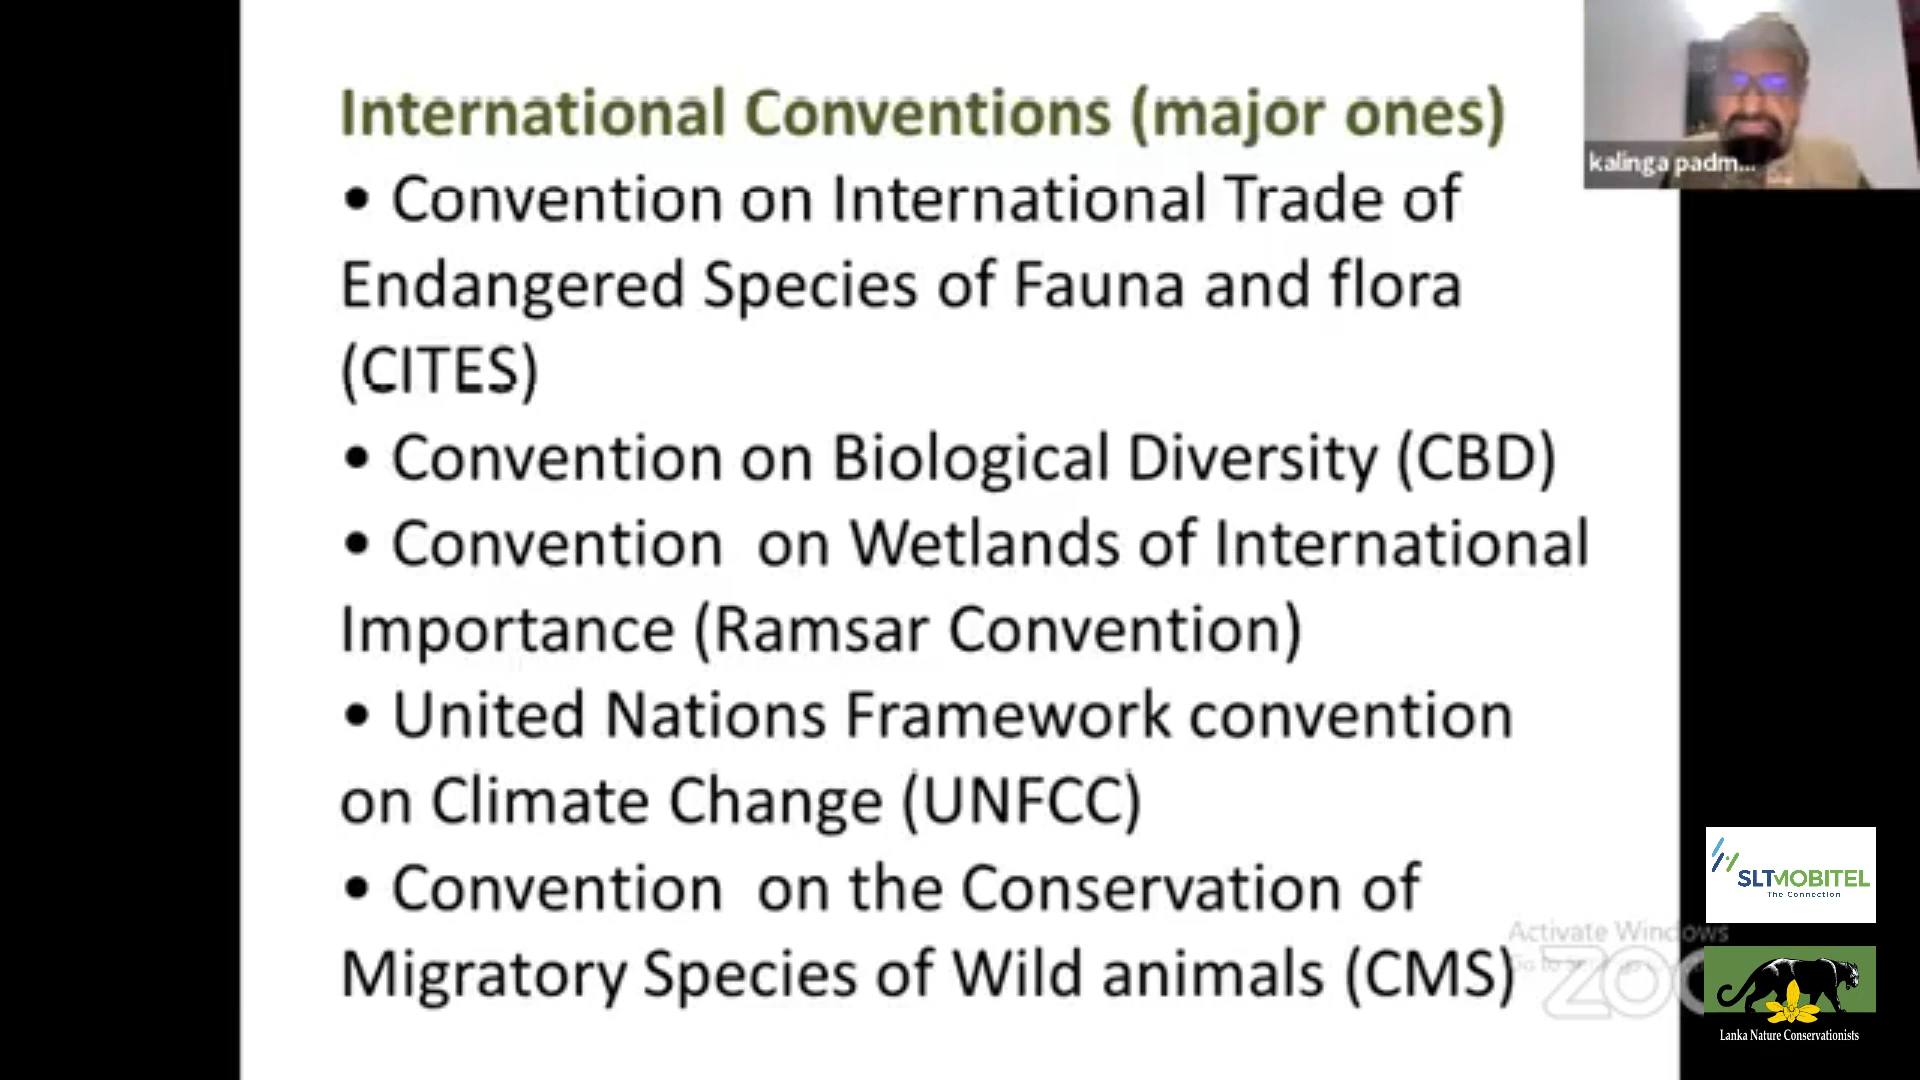 International Conventions (major ones)
• Convention on International Trade of
Endangered Species of Fauna and flora
(CITES)
• Convention on Biological Diversity (CBD)
• Convention on Wetlands of International
Importance (Ramsar Convention)
• United Nations Framework convention
on Climate Change (UNFCC)
• Convention on the Conservation of
Migratory Species of Wild animals (CMS)
kalinga padm...
SLTMOBITEL
The Connection
Activate Windows
Go to
Lanka Nature Conservationists